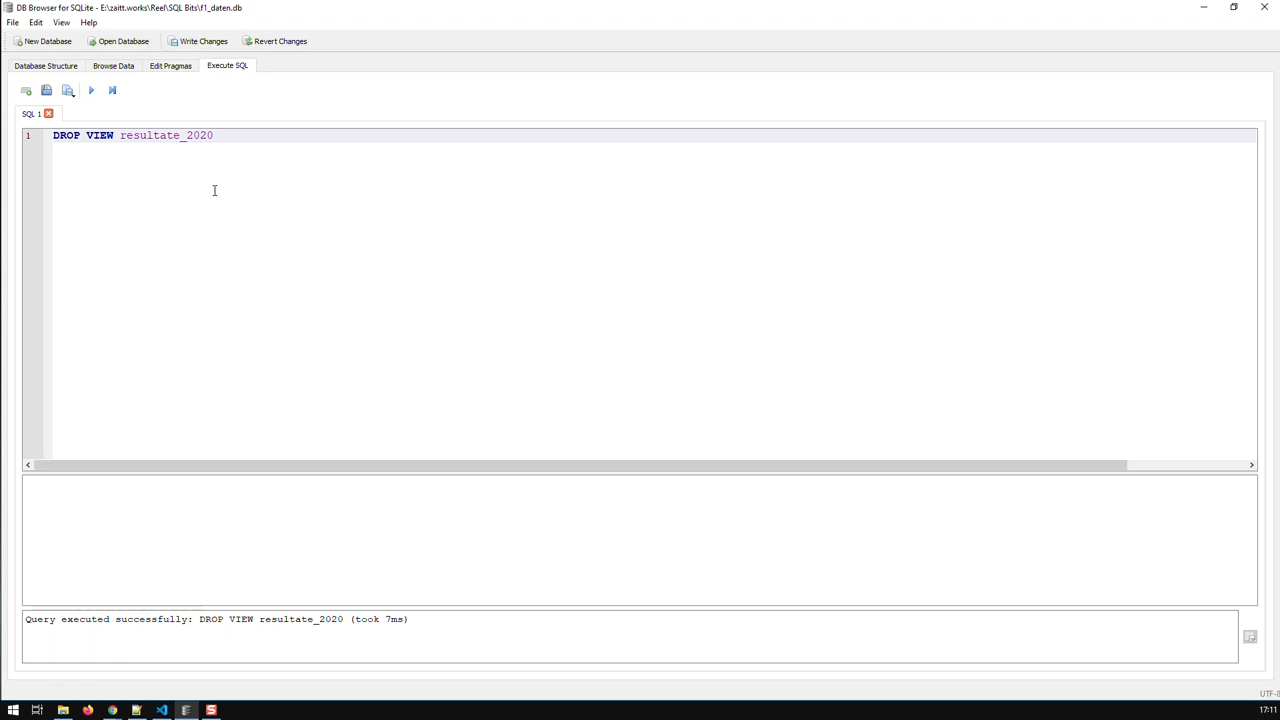 DB Browser for SQLite - E:\zaitt.works\Reel\SQL Bits\f1_daten.db
File Edit View Help
New Database Open Database Write Changes Revert Changes
Database Structure Browse Data Edit Pragmas Execute SQL
SQL 1
1 DROP VIEW resultate_2020
Query executed successfully: DROP VIEW resultate_2020 (took 7ms)
UTF-8
17:11